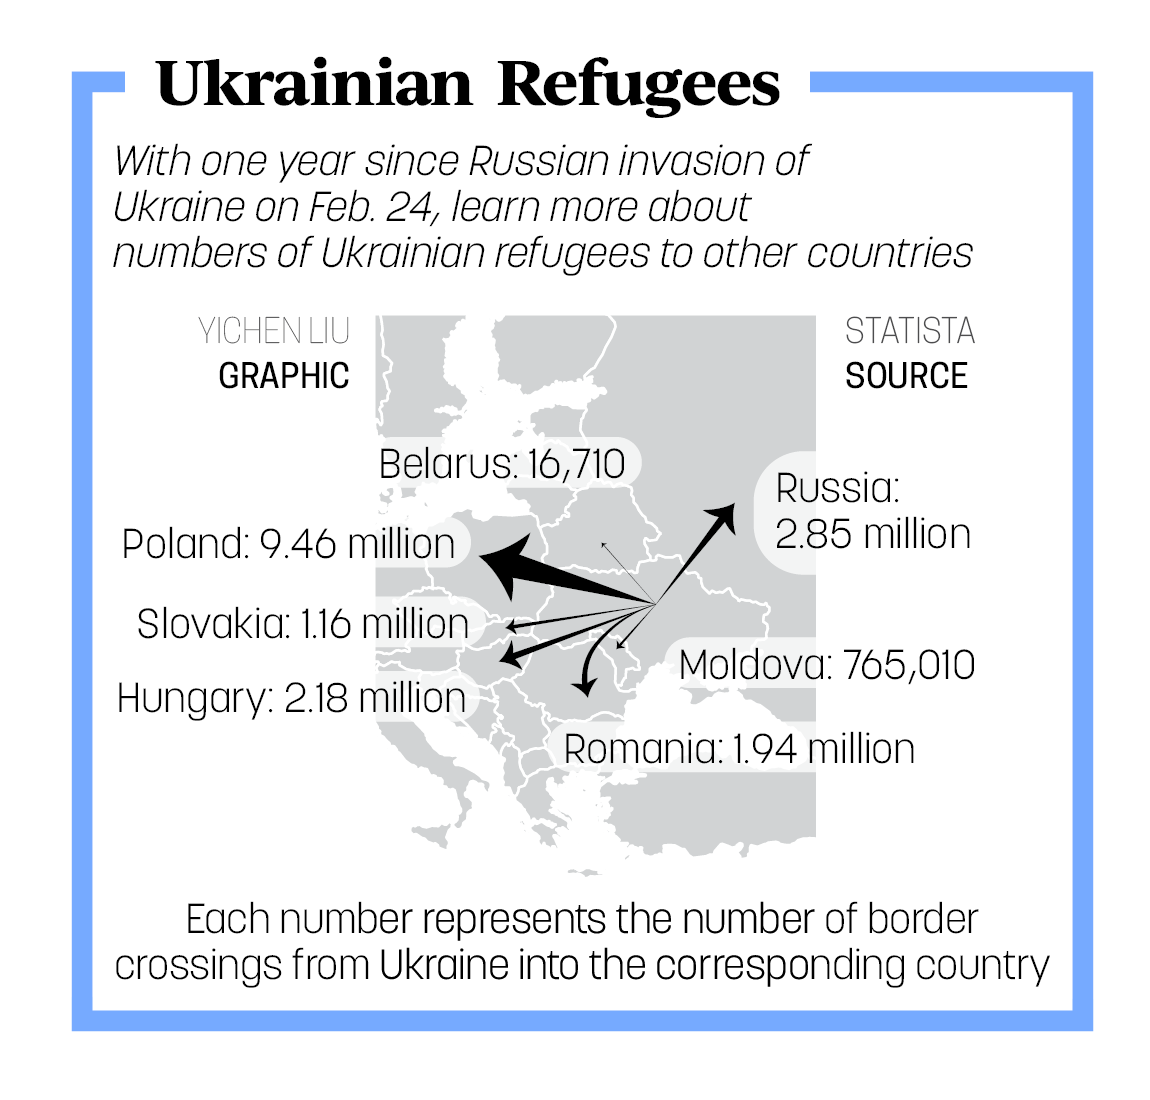 Ukrainian Refugees
With one year since Russian invasion of
Ukraine on Feb. 24, learn more about
numbers of Ukrainian refugees to other countries
YICHEN LIU
GRAPHIC
STATISTA
SOURCE
Belarus: 16,710
Russia:
2.85 million
Poland: 9.46 million
Slovakia: 1.16 million
Moldova: 765,010
Hungary: 2.18 million
Romania: 1.94 million
Each number represents the number of border
crossings from Ukraine into the corresponding country